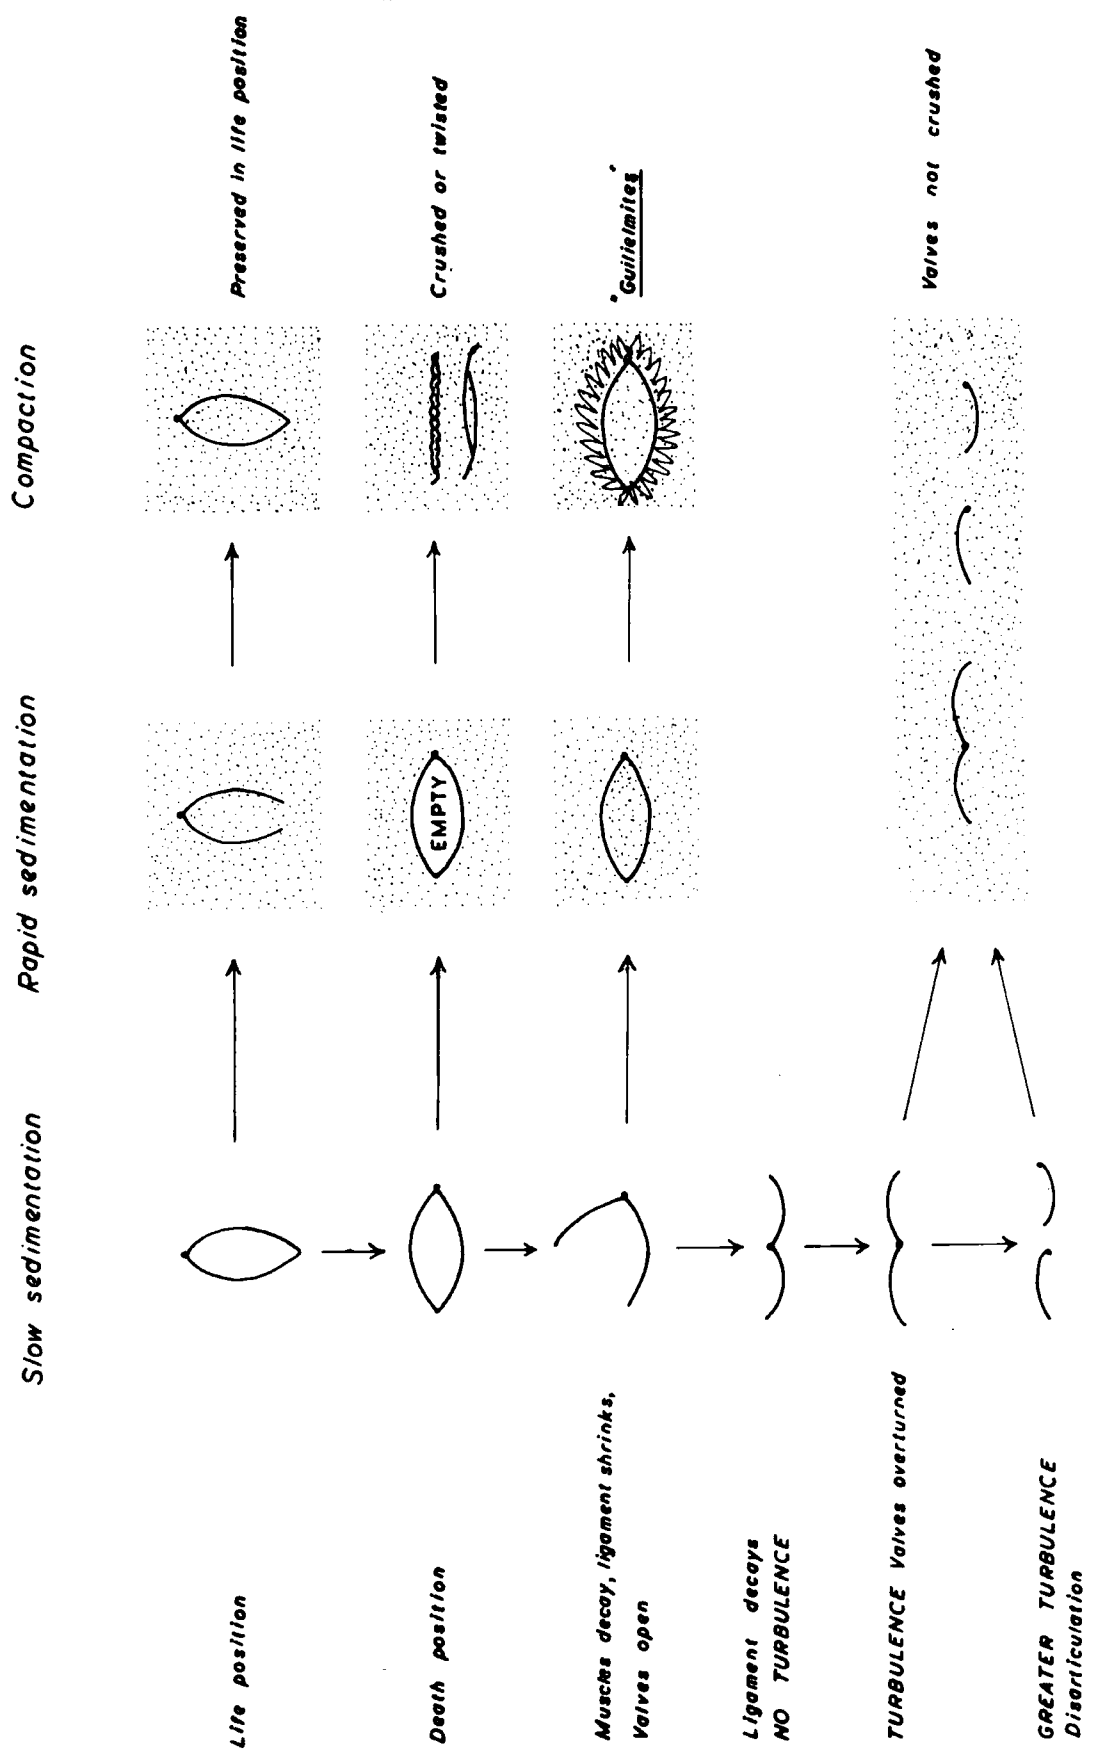 Slow sedimentation
Rapid sedimentation
Compaction
Life position
Preserved in life position
Death position
EMPTY
Crushed or twisted
Muscles decay, ligament shrinks,
Valves open
"Guilielmites"
Ligament decays
NO TURBULENCE
TURBULENCE Valves overturned
Valves not crushed
GREATER TURBULENCE
Disarticulation